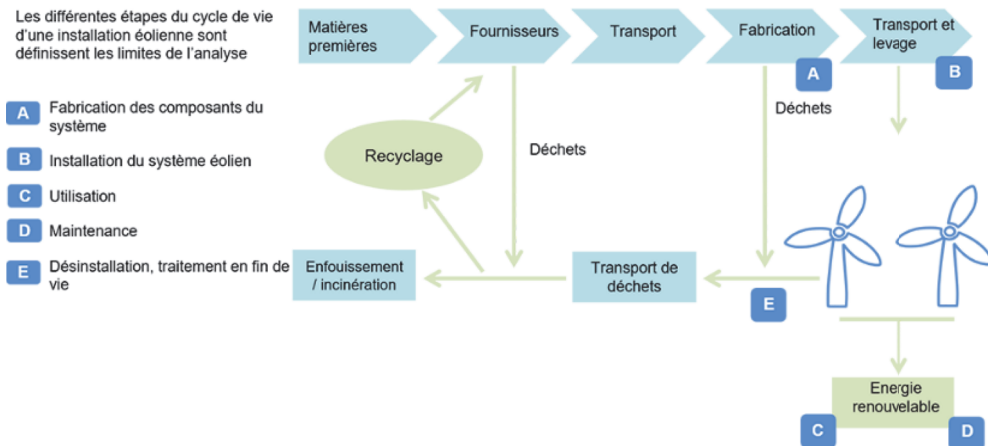 Les différentes étapes du cycle de vie
d'une installation éolienne sont
définissent les limites de l'analyse
A
Fabrication des composants du
système
B
Installation du système éolien
C
Utilisation
D
Maintenance
E
Désinstallation, traitement en fin de
vie
Matières
premières
Fournisseurs
Transport
Fabrication
A
Transport et
levage
B
Déchets
Déchets
Recyclage
Enfouissement
/ incinération
Transport de
déchets
E
Energie
renouvelable
C
D